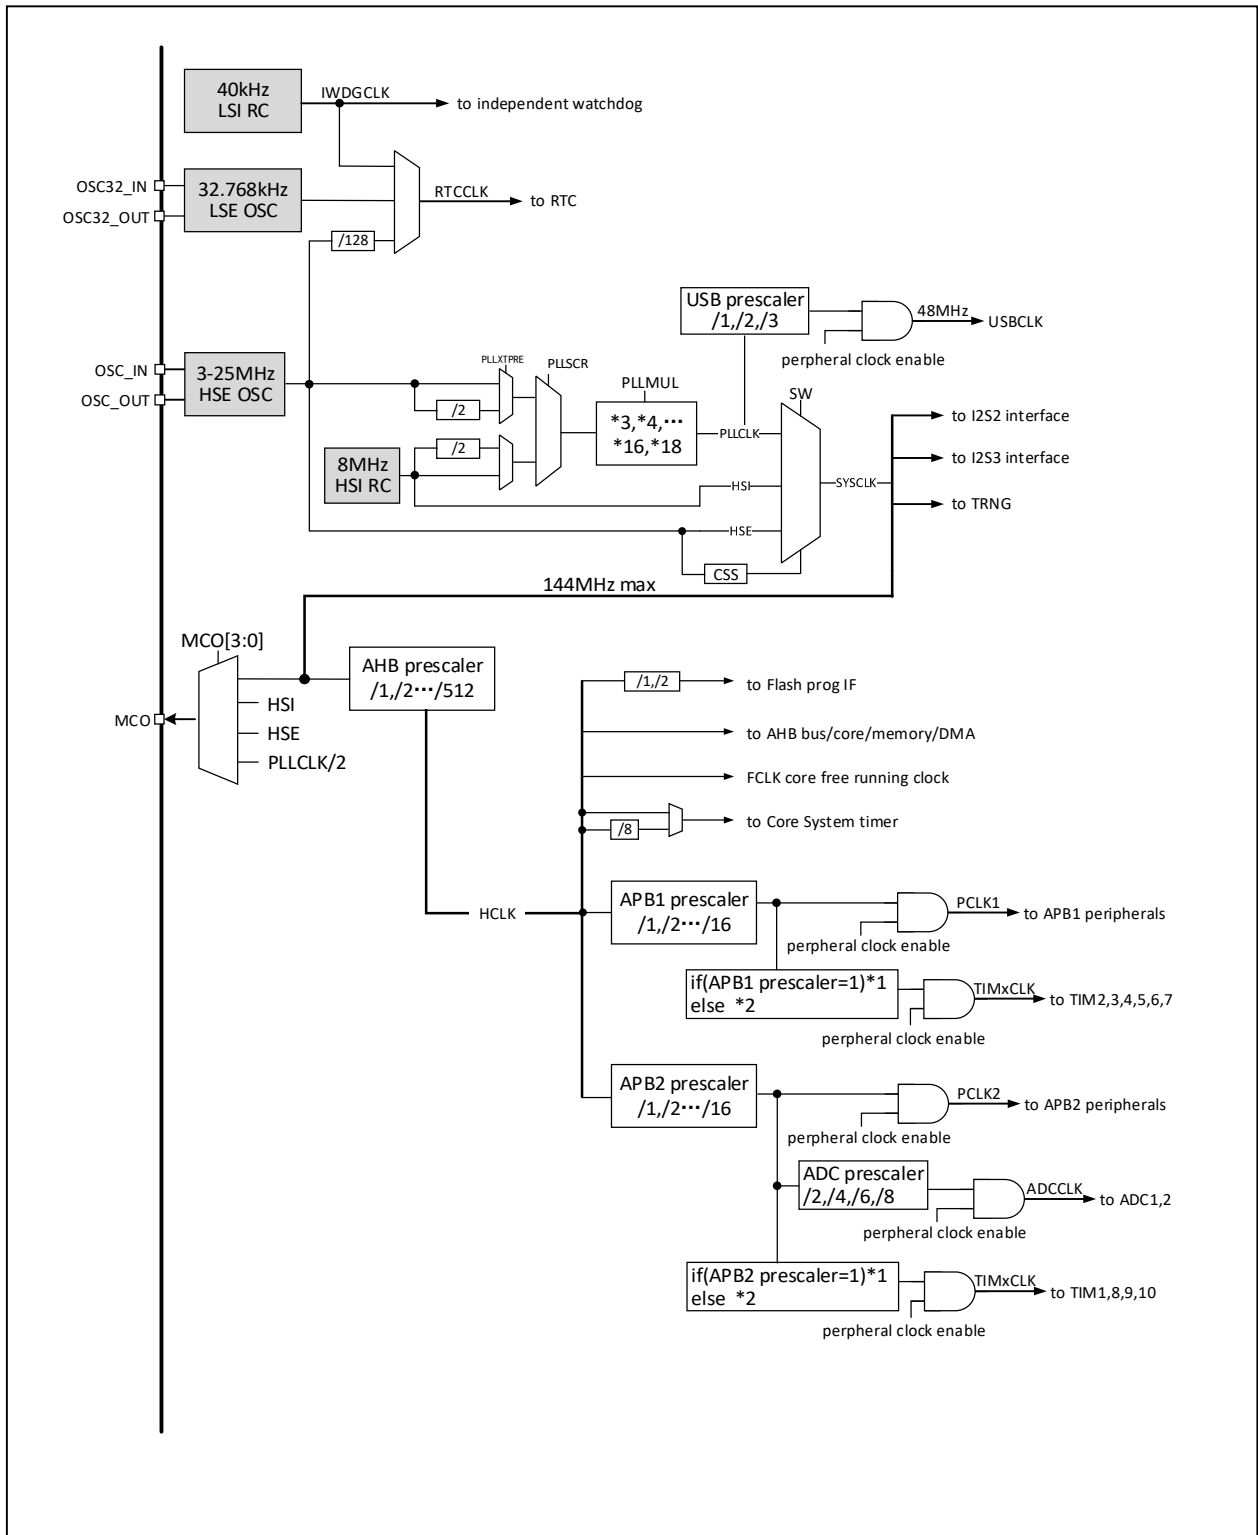 40kHz
LSI RC
IWDGCLK
to independent watchdog
OSC32_IN
OSC32_OUT
32.768kHz
LSE OSC
RTCCLK
to RTC
/128
USB prescaler
/1,/2,/3
48MHz
USBCLK
perpheral clock enable
OSC_IN
OSC_OUT
3-25MHz
HSE OSC
PLLXTPRE
PLLSCR
/2
PLLMUL
*3,*4,···
*16,*18
PLLCLK
SW
/2
8MHz
HSI RC
HSI
HSE
CSS
SYSCLK
to I2S2 interface
to I2S3 interface
to TRNG
144MHz max
MCO[3:0]
MCO
HSI
HSE
PLLCLK/2
AHB prescaler
/1,/2···/512
/1,/2
to Flash prog IF
to AHB bus/core/memory/DMA
FCLK core free running clock
/8
to Core System timer
HCLK
APB1 prescaler
/1,/2···/16
PCLK1
to APB1 peripherals
perpheral clock enable
if(APB1 prescaler=1)*1
else *2
TIMxCLK
to TIM2,3,4,5,6,7
perpheral clock enable
APB2 prescaler
/1,/2···/16
PCLK2
to APB2 peripherals
perpheral clock enable
ADC prescaler
/2,/4,/6,/8
ADCCLK
to ADC1,2
perpheral clock enable
if(APB2 prescaler=1)*1
else *2
TIMxCLK
to TIM1,8,9,10
perpheral clock enable